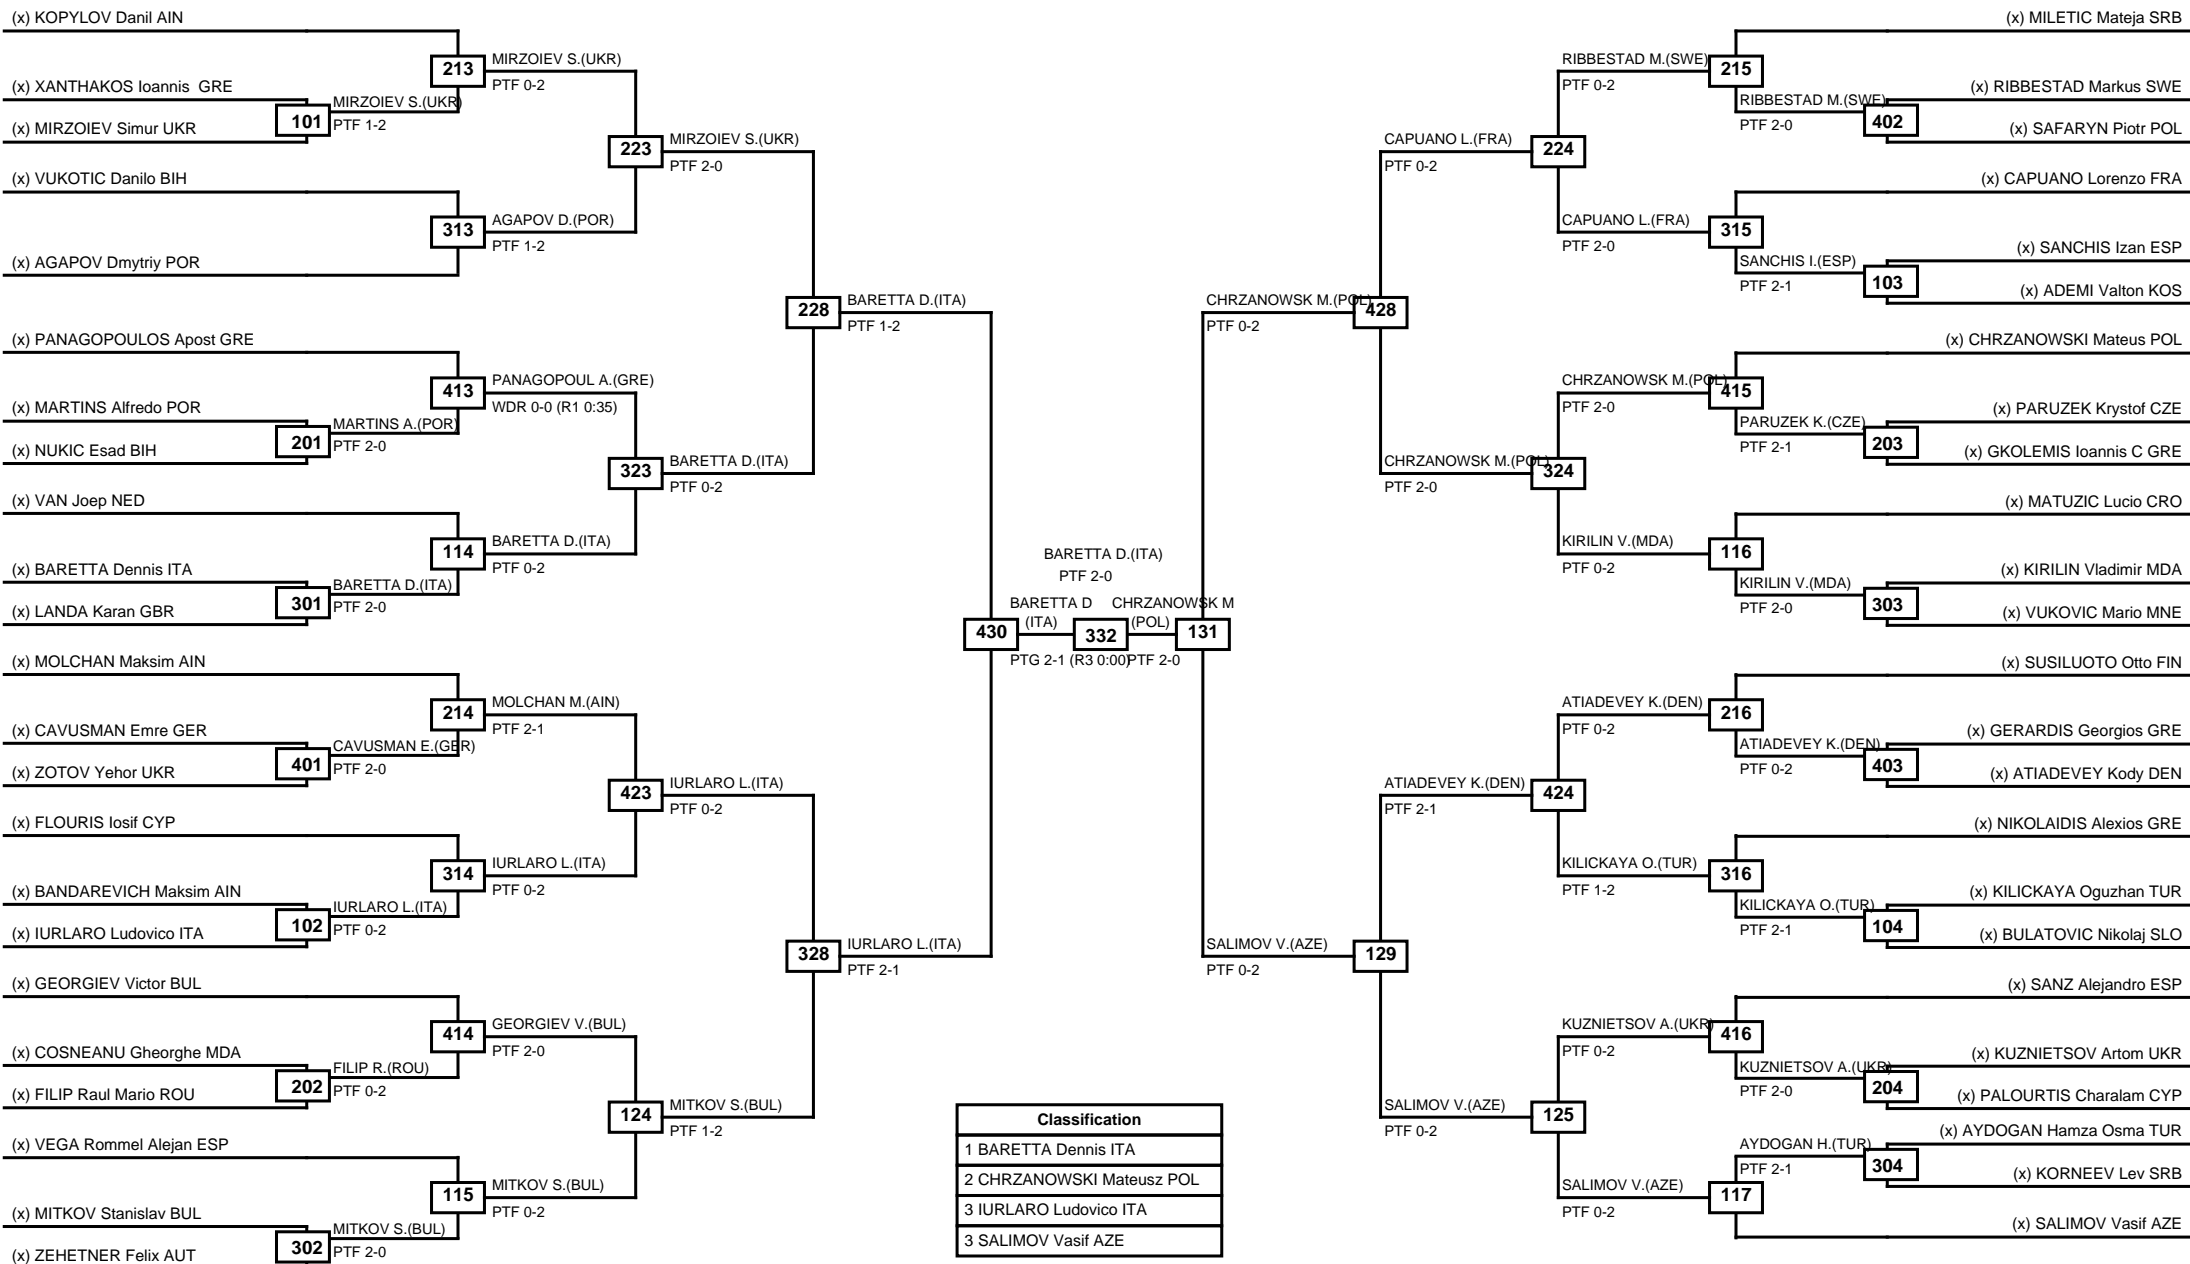 (x) KOPYLOV Danil AIN
213
MIRZOIEV S.(UKR)
PTF 0-2
(x) XANTHAKOS Ioannis  GRE
101
MIRZOIEV S.(UKR)
PTF 1-2
(x) MIRZOIEV Simur UKR
223
MIRZOIEV S.(UKR)
PTF 2-0
(x) VUKOTIC Danilo BIH
313
AGAPOV D.(POR)
PTF 1-2
(x) AGAPOV Dmytriy POR
228
BARETTA D.(ITA)
PTF 1-2
(x) PANAGOPOULOS Apost GRE
413
PANAGOPOUL A.(GRE)
WDR 0-0 (R1 0:35)
(x) MARTINS Alfredo POR
201
MARTINS A.(POR)
PTF 2-0
(x) NUKIC Esad BIH
323
BARETTA D.(ITA)
PTF 0-2
(x) VAN Joep NED
114
BARETTA D.(ITA)
PTF 0-2
(x) BARETTA Dennis ITA
301
BARETTA D.(ITA)
PTF 2-0
(x) LANDA Karan GBR
(x) MOLCHAN Maksim AIN
214
MOLCHAN M.(AIN)
PTF 2-1
(x) CAVUSMAN Emre GER
401
CAVUSMAN E.(GER)
PTF 2-0
(x) ZOTOV Yehor UKR
423
IURLARO L.(ITA)
PTF 0-2
(x) FLOURIS Iosif CYP
314
IURLARO L.(ITA)
PTF 0-2
(x) BANDAREVICH Maksim AIN
102
IURLARO L.(ITA)
PTF 0-2
(x) IURLARO Ludovico ITA
328
IURLARO L.(ITA)
PTF 2-1
(x) GEORGIEV Victor BUL
414
GEORGIEV V.(BUL)
PTF 2-0
(x) COSNEANU Gheorghe MDA
202
FILIP R.(ROU)
PTF 0-2
(x) FILIP Raul Mario ROU
124
MITKOV S.(BUL)
PTF 1-2
(x) VEGA Rommel Alejan ESP
115
MITKOV S.(BUL)
PTF 0-2
(x) MITKOV Stanislav BUL
302
MITKOV S.(BUL)
PTF 2-0
(x) ZEHETNER Felix AUT
BARETTA D.(ITA)
PTF 2-0
BARETTA D
(ITA)
430
332
PTG 2-1 (R3 0:00)
CHRZANOWSK M
(POL)
131
PTF 2-0
Classification
1 BARETTA Dennis ITA
2 CHRZANOWSKI Mateusz POL
3 IURLARO Ludovico ITA
3 SALIMOV Vasif AZE
(x) MILETIC Mateja SRB
RIBBESTAD M.(SWE)
215
PTF 0-2
(x) RIBBESTAD Markus SWE
RIBBESTAD M.(SWE)
402
PTF 2-0
(x) SAFARYN Piotr POL
CAPUANO L.(FRA)
224
PTF 0-2
(x) CAPUANO Lorenzo FRA
CAPUANO L.(FRA)
315
PTF 2-0
(x) SANCHIS Izan ESP
SANCHIS I.(ESP)
103
PTF 2-1
(x) ADEMI Valton KOS
CHRZANOWSK M.(POL)
428
PTF 0-2
(x) CHRZANOWSKI Mateus POL
CHRZANOWSK M.(POL)
415
PTF 2-0
(x) PARUZEK Krystof CZE
PARUZEK K.(CZE)
203
PTF 2-1
(x) GKOLEMIS Ioannis C GRE
CHRZANOWSK M.(POL)
324
PTF 2-0
(x) MATUZIC Lucio CRO
KIRILIN V.(MDA)
116
PTF 0-2
(x) KIRILIN Vladimir MDA
KIRILIN V.(MDA)
303
PTF 2-0
(x) VUKOVIC Mario MNE
(x) SUSILUOTO Otto FIN
ATIADEVEY K.(DEN)
216
PTF 0-2
(x) GERARDIS Georgios GRE
ATIADEVEY K.(DEN)
403
PTF 0-2
(x) ATIADEVEY Kody DEN
ATIADEVEY K.(DEN)
424
PTF 2-1
(x) NIKOLAIDIS Alexios GRE
KILICKAYA O.(TUR)
316
PTF 1-2
(x) KILICKAYA Oguzhan TUR
KILICKAYA O.(TUR)
104
PTF 2-1
(x) BULATOVIC Nikolaj SLO
SALIMOV V.(AZE)
129
PTF 0-2
(x) SANZ Alejandro ESP
KUZNIETSOV A.(UKR)
416
PTF 0-2
(x) KUZNIETSOV Artom UKR
KUZNIETSOV A.(UKR)
204
PTF 2-0
(x) PALOURTIS Charalam CYP
SALIMOV V.(AZE)
125
PTF 0-2
(x) AYDOGAN Hamza Osma TUR
AYDOGAN H.(TUR)
304
PTF 2-1
(x) KORNEEV Lev SRB
SALIMOV V.(AZE)
117
PTF 0-2
(x) SALIMOV Vasif AZE